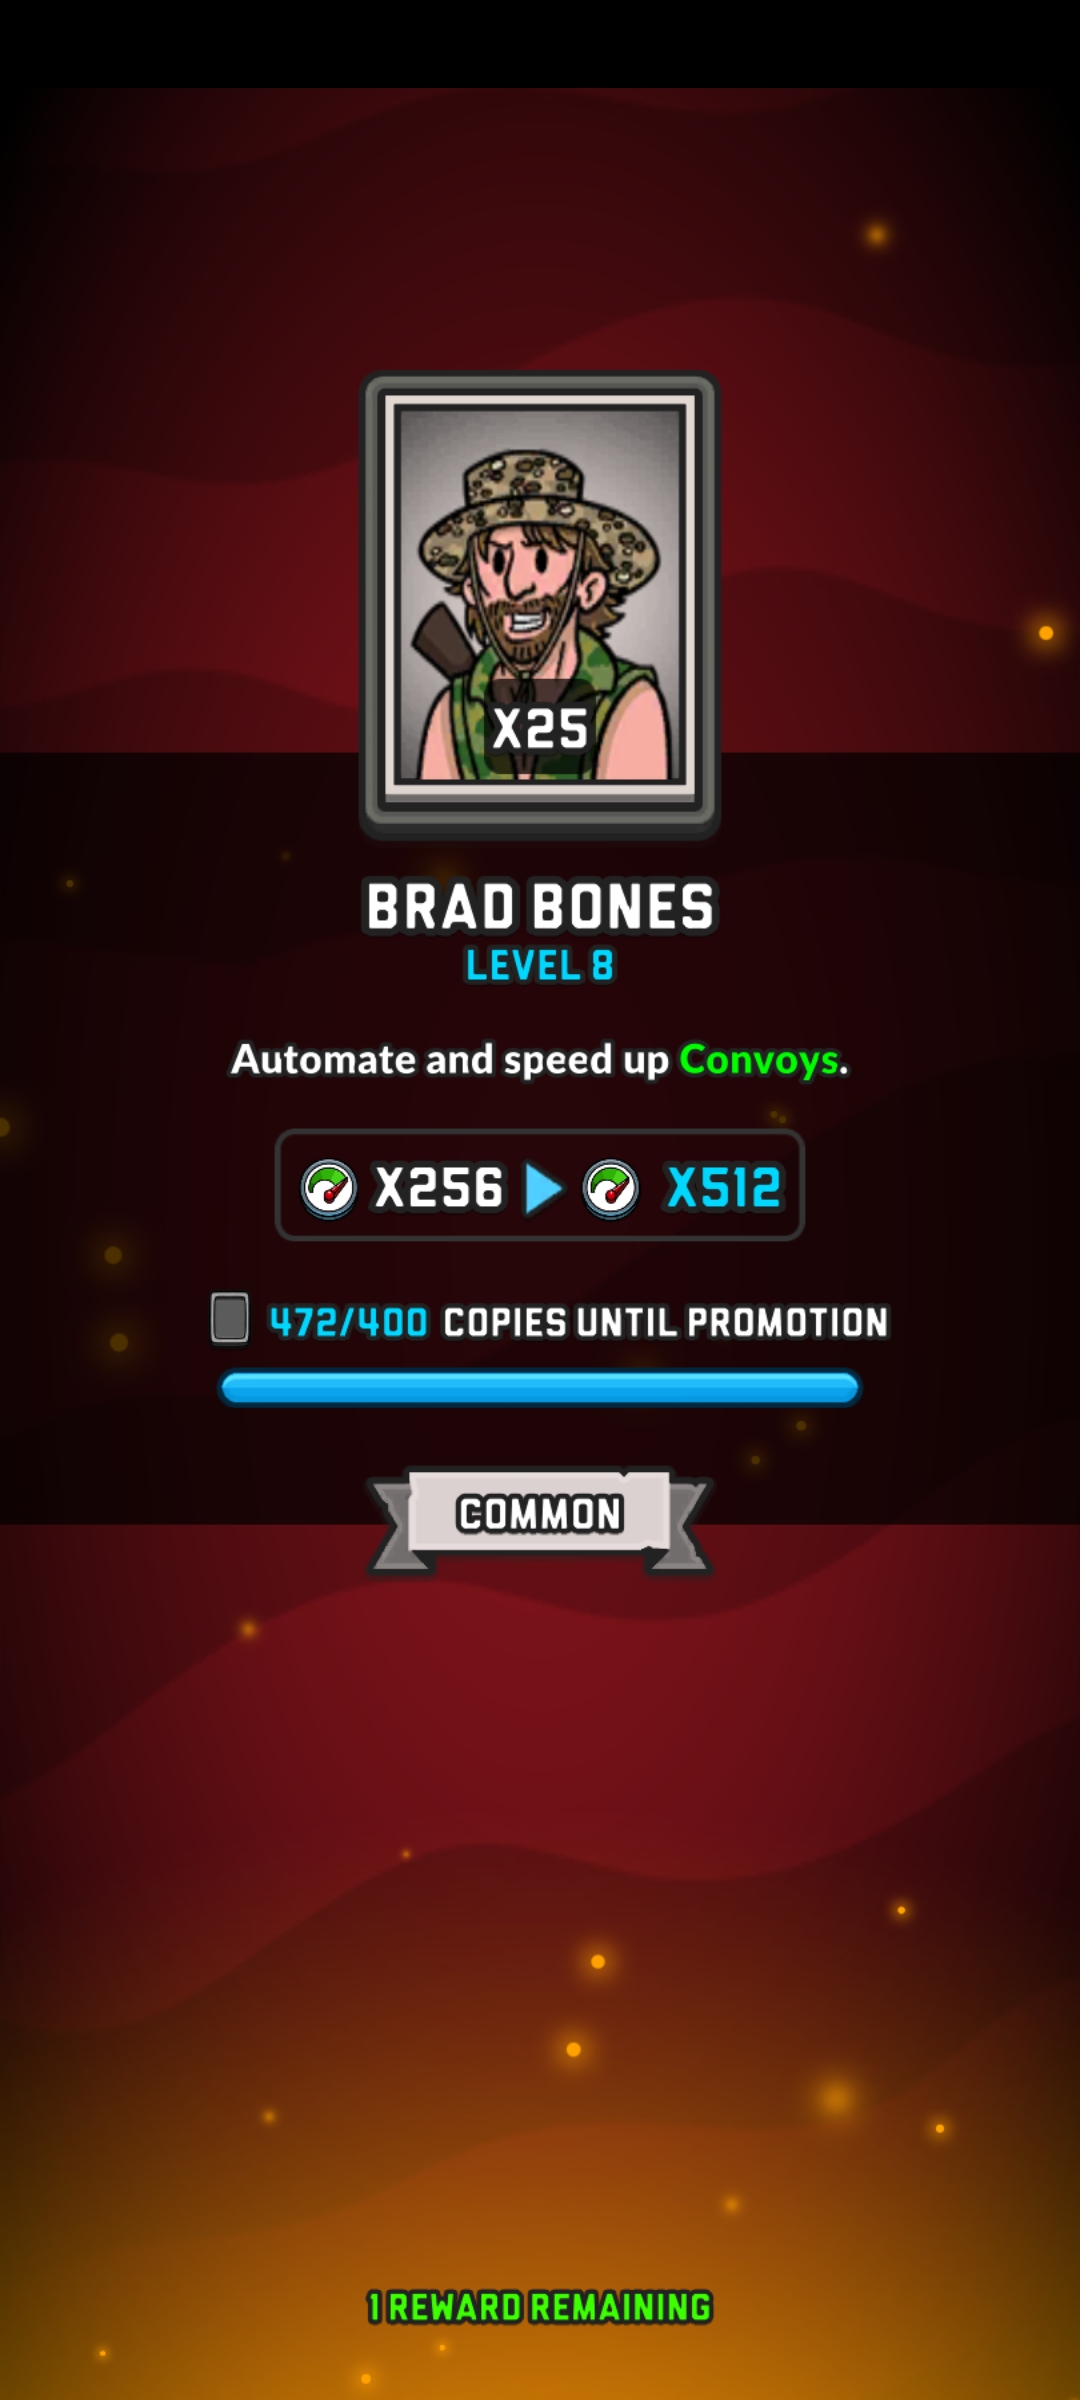 X25
BRAD BONES
LEVEL 8
Automate and speed up Convoys.
X256 X512
472/400 COPIES UNTIL PROMOTION
COMMON
1 REWARD REMAINING